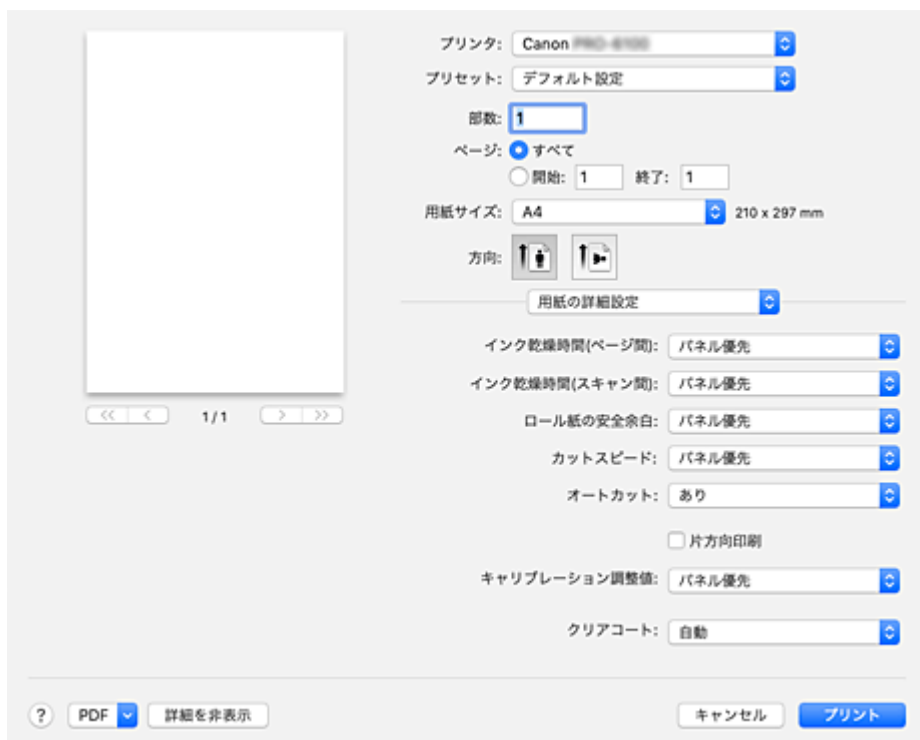 プリンタ: Canon
プリセット: デフォルト設定
部数: 1
ページ: すべて
開始: 1 終了: 1
用紙サイズ: A4 210 x 297 mm
方向:
用紙の詳細設定
インク乾燥時間(ページ間): パネル優先
インク乾燥時間(スキャン間): パネル優先
ロール紙の安全余白: パネル優先
カットスピード: パネル優先
オートカット: あり
片方向印刷
キャリブレーション調整値: パネル優先
クリアコート: 自動
<< < 1/1 > >>
? PDF 詳細を非表示 キャンセル プリント